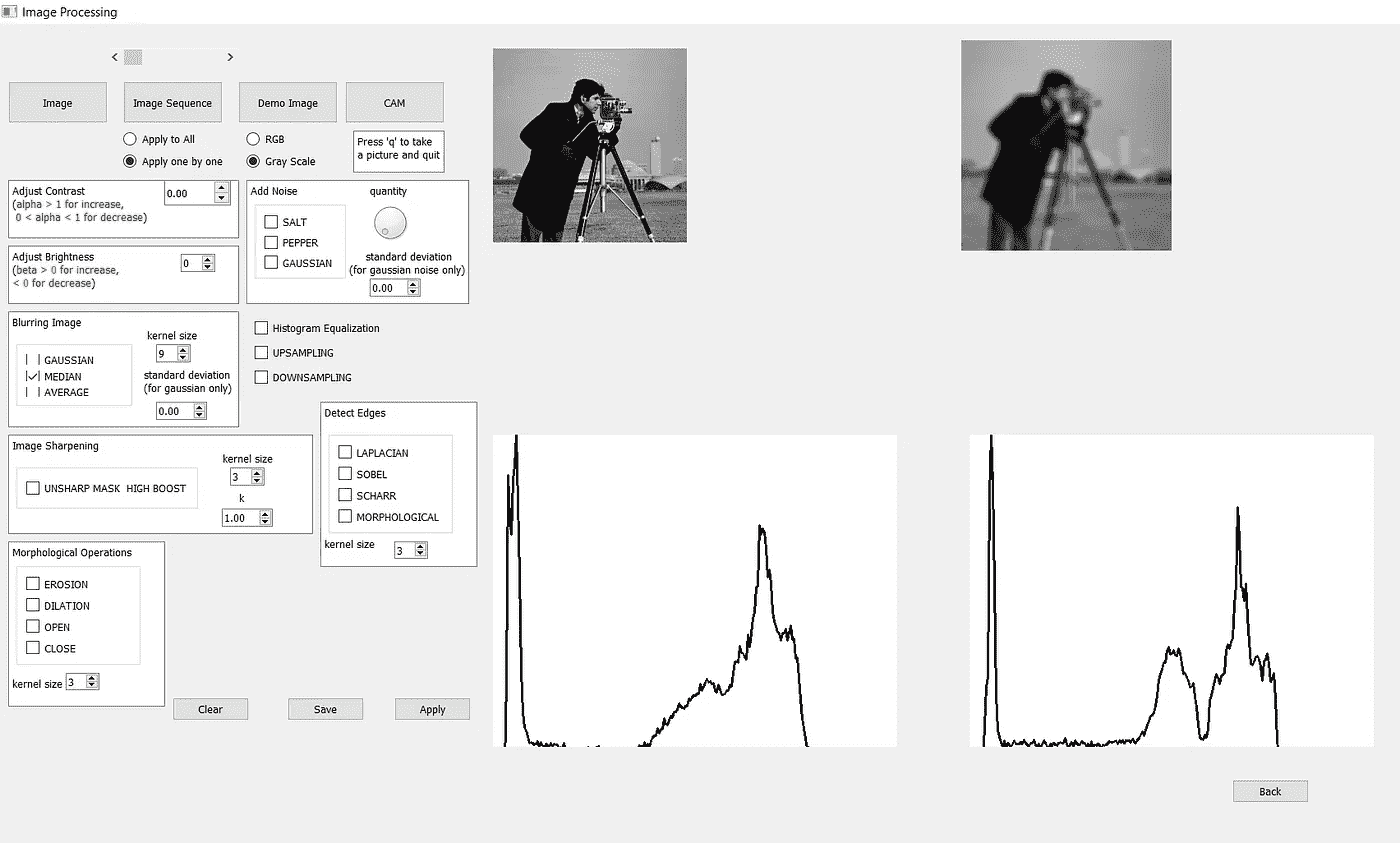 Image Processing
< >
Image
Image Sequence
Demo Image
CAM
Apply to All
Apply one by one
RGB
Gray Scale
Press 'q' to take
a picture and quit
Adjust Contrast
(alpha > 1 for increase,
0 < alpha < 1 for decrease)
0.00
Add Noise
quantity
SALT
PEPPER
GAUSSIAN
standard deviation
(for gaussian noise only)
0.00
Adjust Brightness
(beta > 0 for increase,
< 0 for decrease)
0
Blurring Image
kernel size
9
GAUSSIAN
MEDIAN
AVERAGE
standard deviation
(for gaussian only)
0.00
Histogram Equalization
UPSAMPLING
DOWNSAMPLING
Image Sharpening
UNSHARP MASK HIGH BOOST
kernel size
3
k
1.00
Detect Edges
LAPLACIAN
SOBEL
SCHARR
MORPHOLOGICAL
kernel size
3
Morphological Operations
EROSION
DILATION
OPEN
CLOSE
kernel size 3
Clear
Save
Apply
Back